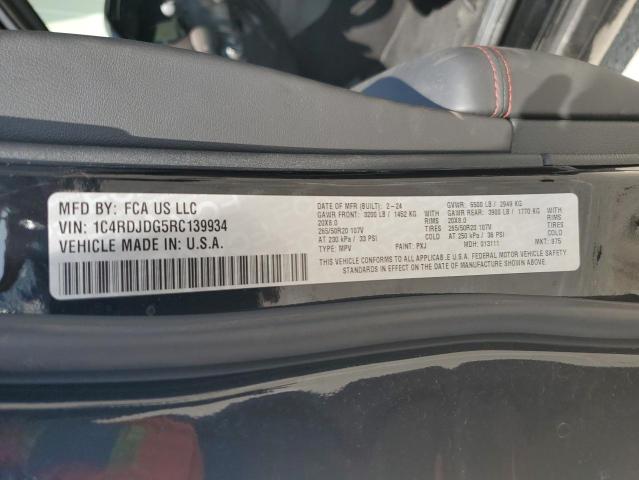 MFD BY: FCA US LLC
VIN: 1C4RDJDG5RC139934
VEHICLE MADE IN: U.S.A.
DATE OF MFR (BUILT): 2-24
GAWR FRONT: 3200 LB / 1452 KG
20X8.0 RIMS
265/50R20 107V TIRES
AT 230 kPa / 33 PSI COLD
TYPE: MPV PAINT: PXJ
GVWR: 6500 LB / 2949 KG
GAWR REAR: 3900 LB / 1770 KG
20X8.0 RIMS
265/50R20 107V TIRES
AT 250 kPa / 36 PSI COLD
MDH: 013111 MKT: 975
THIS VEHICLE CONFORMS TO ALL APPLICABLE U.S.A. FEDERAL MOTOR VEHICLE SAFETY
STANDARDS IN EFFECT ON THE DATE OF MANUFACTURE SHOWN ABOVE.